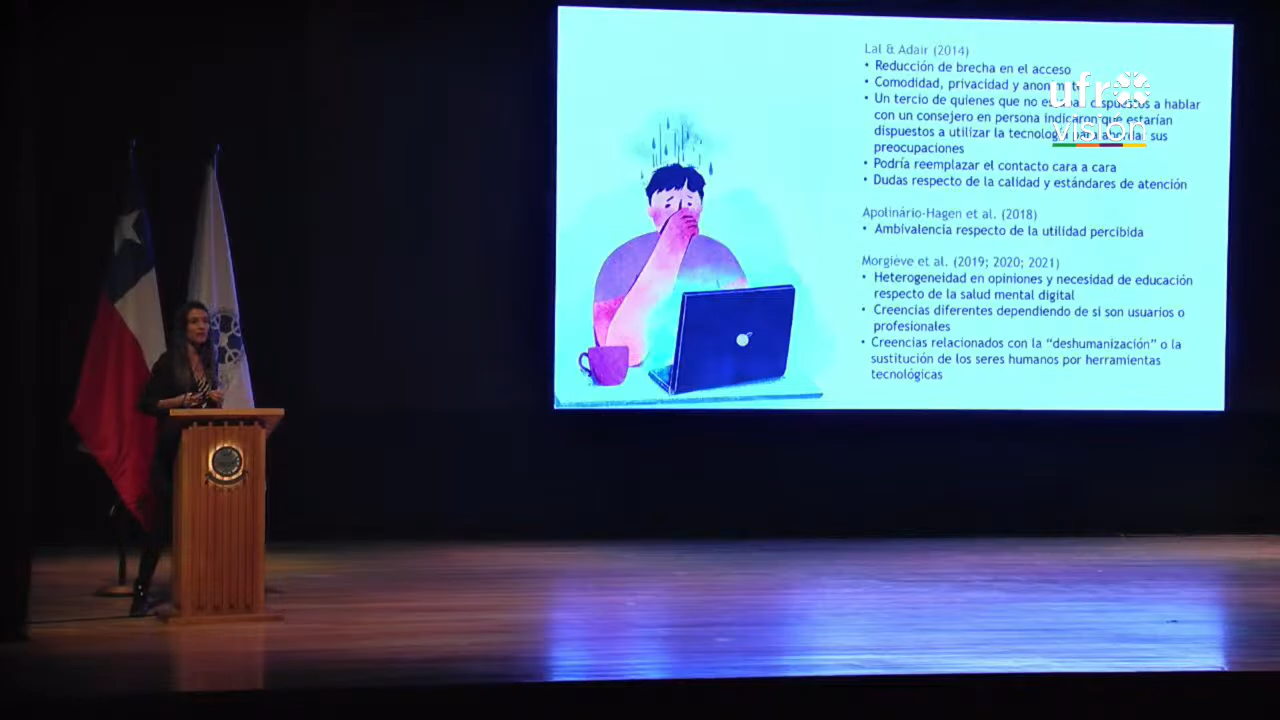 Lal & Adair (2014)
• Reducción de brecha en el acceso
• Comodidad, privacidad y
• Un tercio de quienes que no dispuestos a hablar
con un consejero en persona indicaron que estarían
dispuestos a utilizar la tecnología para abordar sus
preocupaciones
• Podría reemplazar el contacto cara a cara
• Dudas respecto de la calidad y estándares de atención
Apolinário-Hagen et al. (2018)
• Ambivalencia respecto de la utilidad percibida
Morgiève et al. (2019; 2020; 2021)
• Heterogeneidad en opiniones y necesidad de educación
respecto de la salud mental digital
• Creencias diferentes dependiendo de si son usuarios o
profesionales
• Creencias relacionados con la “deshumanización” o la
sustitución de los seres humanos por herramientas
tecnológicas
ufro
visión